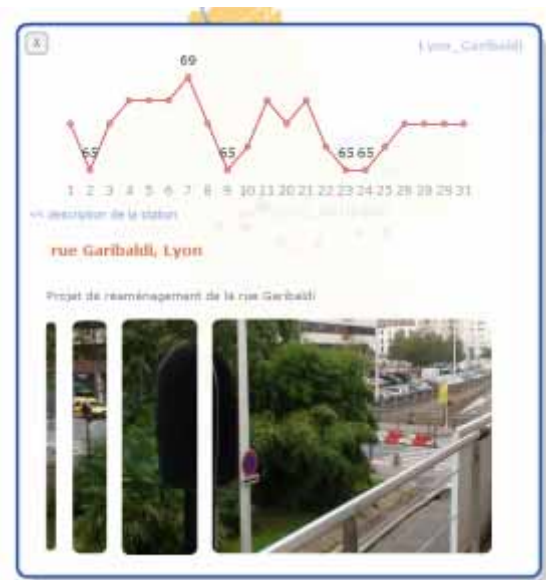 X
Lyon_Garibaldi
69
65 65 65 65
1 2 3 4 5 6 7 8 9 10 11 20 21 22 23 24 25 26 28 29 31
<< description de la station
rue Garibaldi, Lyon
Projet de réaménagement de la rue Garibaldi